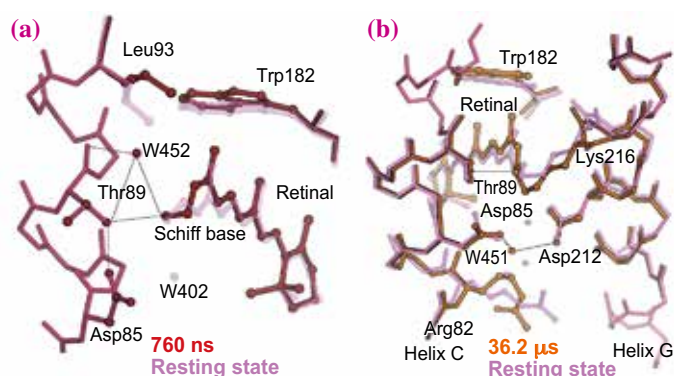 (a)
Leu93
Trp182
W452
Thr89
Retinal
Schiff base
W402
Asp85
760 ns
Resting state
(b)
Trp182
Retinal
Lys216
Thr89
Asp85
W451
Asp212
Arg82
Helix C
36.2 μs
Helix G
Resting state